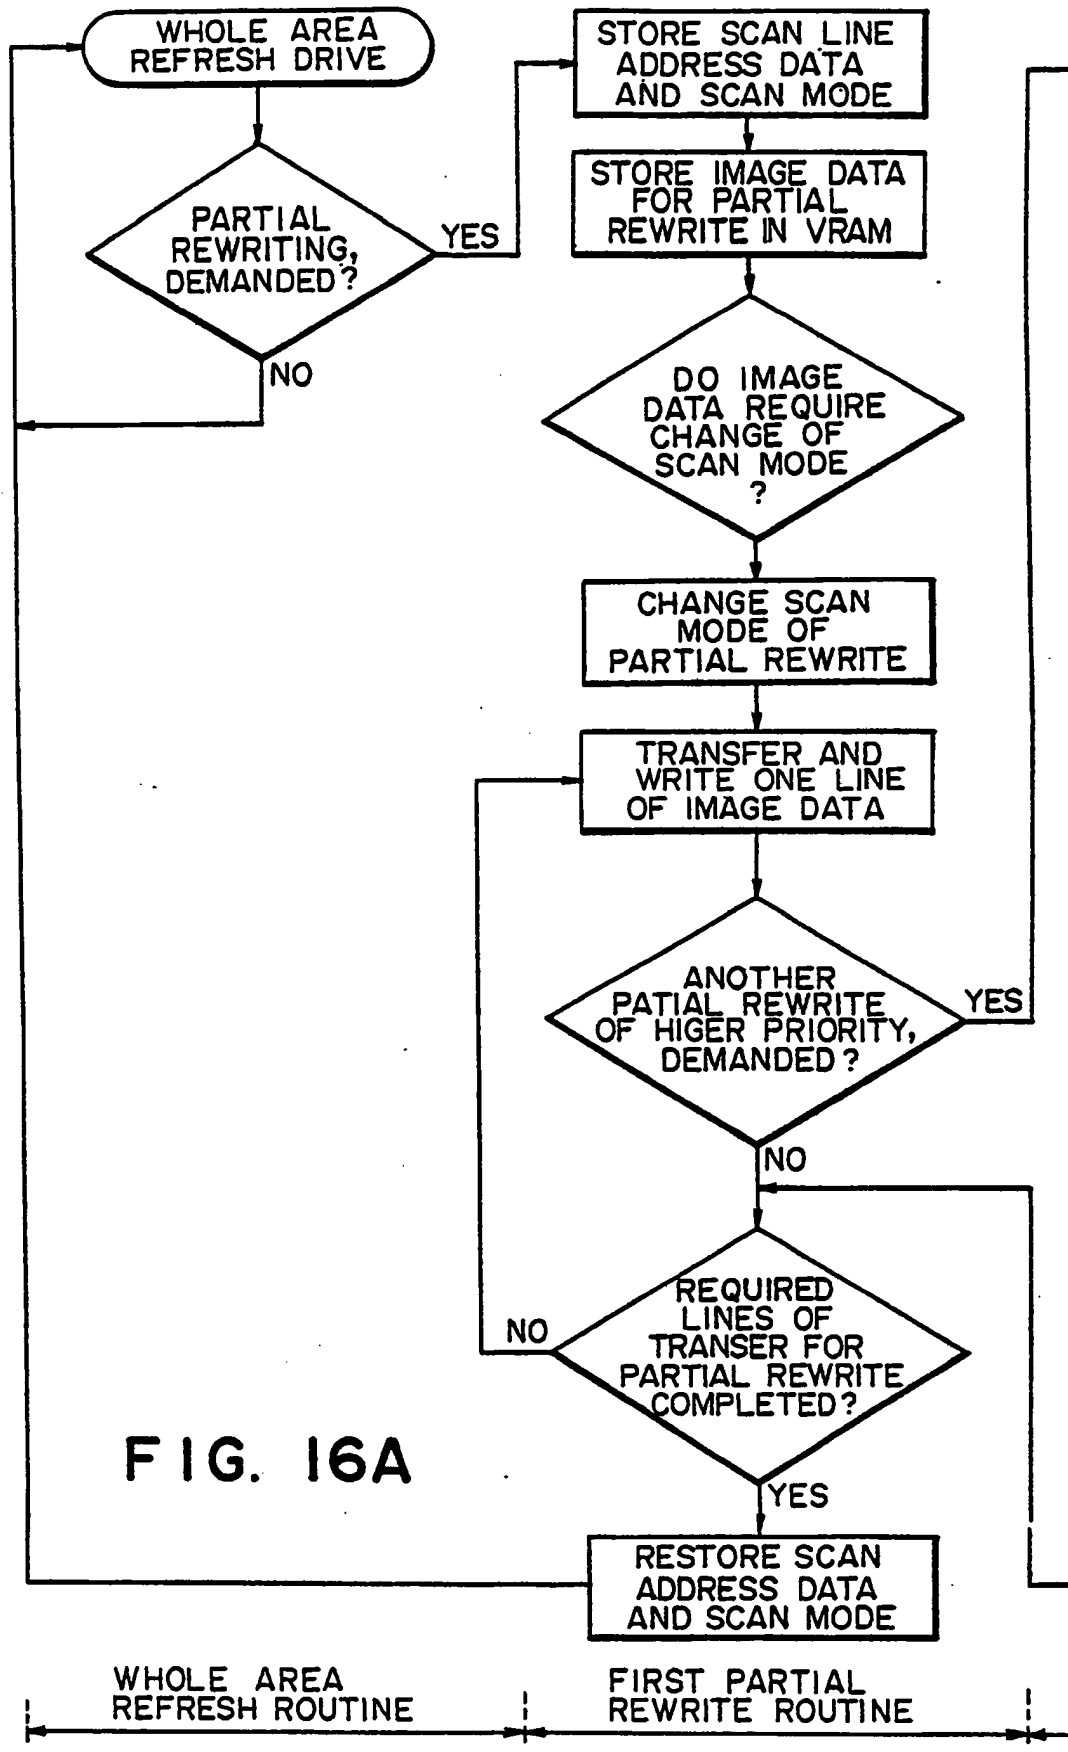 WHOLE AREA
REFRESH DRIVE
PARTIAL
REWRITING,
DEMANDED?
YES
NO
STORE SCAN LINE
ADDRESS DATA
AND SCAN MODE
STORE IMAGE DATA
FOR PARTIAL
REWRITE IN VRAM
DO IMAGE
DATA REQUIRE
CHANGE OF
SCAN MODE
?
CHANGE SCAN
MODE OF
PARTIAL REWRITE
TRANSFER AND
WRITE ONE LINE
OF IMAGE DATA
ANOTHER
PATIAL REWRITE
OF HIGER PRIORITY,
DEMANDED?
YES
NO
REQUIRED
LINES OF
TRANSER FOR
PARTIAL REWRITE
COMPLETED?
NO
YES
RESTORE SCAN
ADDRESS DATA
AND SCAN MODE
FIG. 16A
WHOLE AREA
REFRESH ROUTINE
FIRST PARTIAL
REWRITE ROUTINE